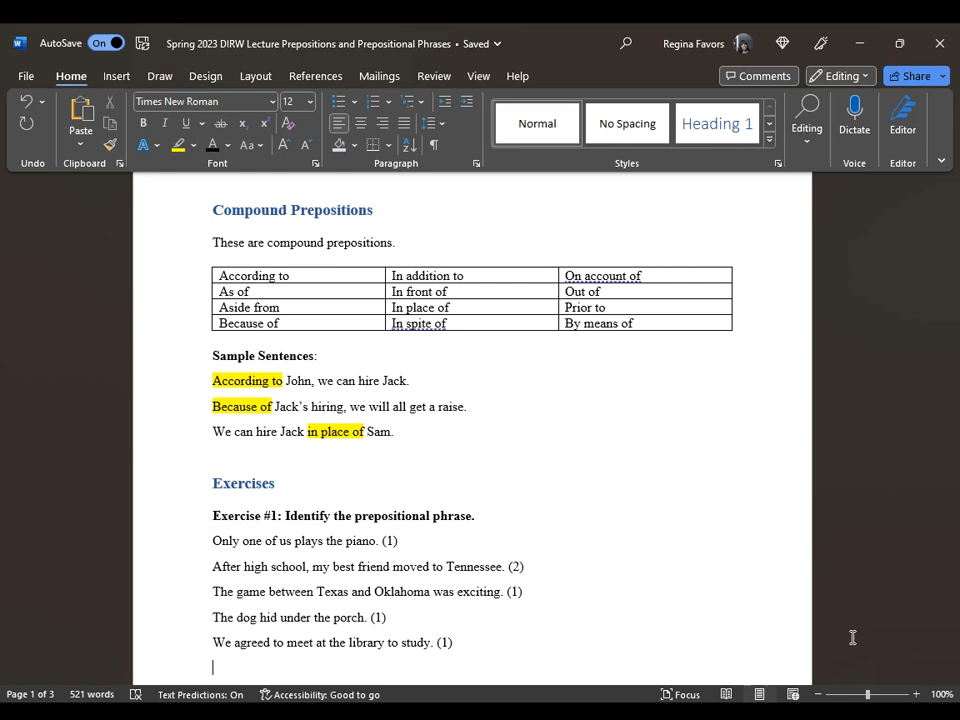 AutoSave On Spring 2023 DIRW Lecture Prepositions and Prepositional Phrases • Saved Regina Favors
File Home Insert Draw Design Layout References Mailings Review View Help Comments Editing Share
Times New Roman 12
Paste
B I U ab x₂ x² A
A A Aa A A
Normal No Spacing Heading 1
Editing Dictate Editor
Undo Clipboard Font Paragraph Styles Voice Editor
Compound Prepositions
These are compound prepositions.
According to In addition to On account of
As of In front of Out of
Aside from In place of Prior to
Because of In spite of By means of
Sample Sentences:
According to John, we can hire Jack.
Because of Jack's hiring, we will all get a raise.
We can hire Jack in place of Sam.
Exercises
Exercise #1: Identify the prepositional phrase.
Only one of us plays the piano. (1)
After high school, my best friend moved to Tennessee. (2)
The game between Texas and Oklahoma was exciting. (1)
The dog hid under the porch. (1)
We agreed to meet at the library to study. (1)
Page 1 of 3 521 words Text Predictions: On Accessibility: Good to go Focus 100%